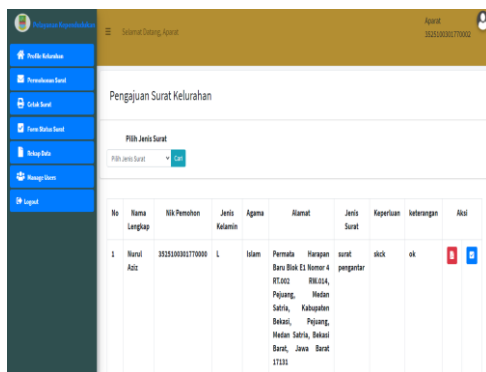 Pelayanan Kependudukan
Selamat Datang, Aparat
Aparat
3525100301770002
Profile Kelurahan
Permohonan Surat
Cetak Surat
Form Status Surat
Rekap Data
Manage Users
Logout
Pengajuan Surat Kelurahan
Pilih Jenis Surat
Pilih Jenis Surat
Cari
No Nama Lengkap Nik Pemohon Jenis Kelamin Agama Alamat Jenis Surat Keperluan keterangan Aksi
1 Nurul Aziz 3525100301770000 L Islam Permata Harapan surat pengantar skck ok
Baru Blok E1 Nomor 4
RT.002 RW.014,
Pejuang, Medan
Satria, Kabupaten
Bekasi, Pejuang,
Medan Satria, Bekasi
Barat, Jawa Barat
17131